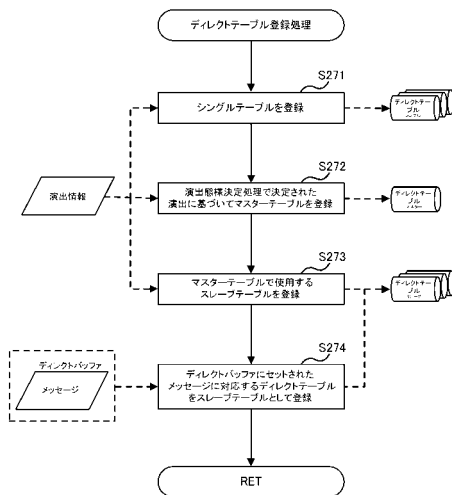 ディレクトテーブル登録処理
S271
シングルテーブルを登録
ディレクトテー
ブル
S272
演出情報
演出態様決定処理で決定された
演出に基づいてマスターテーブルを登録
ディレクトテー
ブル
S273
マスターテーブルで使用する
スレーブテーブルを登録
ディレクトテー
ブル
S274
ディレクトバッファ
メッセージ
ディレクトバッファにセットされた
メッセージに対応するディレクトテーブル
をスレーブテーブルとして登録
RET